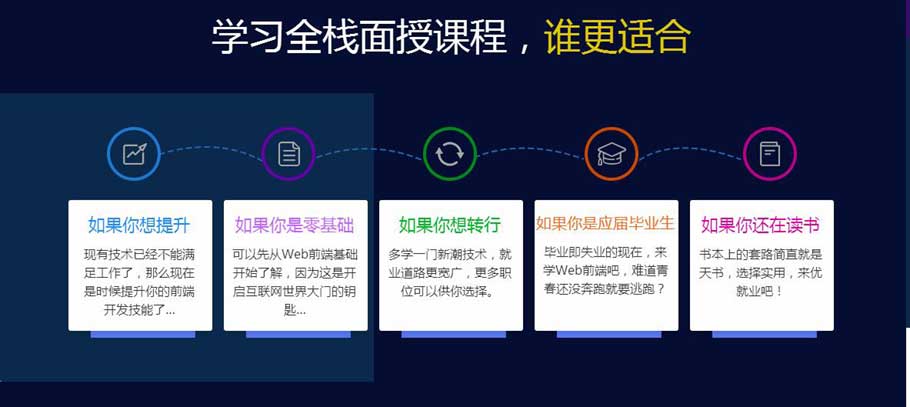 学习全栈面授课程，谁更适合
如果你想提升
现有技术已经不能满
足工作了，那么现在
是时候提升你的前端
开发技能了...
如果你是零基础
可以先从Web前端基础
开始了解，因为这是开
启互联网世界大门的钥
匙...
如果你想转行
多学一门新潮技术，就
业道路更宽广，更多职
位可以供你选择。
如果你是应届毕业生
毕业即失业的现在，来
学Web前端吧，难道青
春还没奔跑就要逃跑？
如果你还在读书
书本上的套路简直就是
天书，选择实用，来优
就业吧！